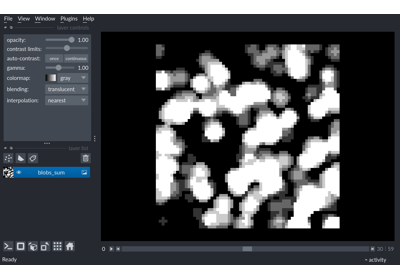 File View Window Plugins Help
layer controls
opacity: 1.00
contrast limits:
auto-contrast: once continuous
gamma: 1.00
colormap: gray
blending: translucent
interpolation: nearest
layer list
blobs_sum
0 30 59
Ready activity